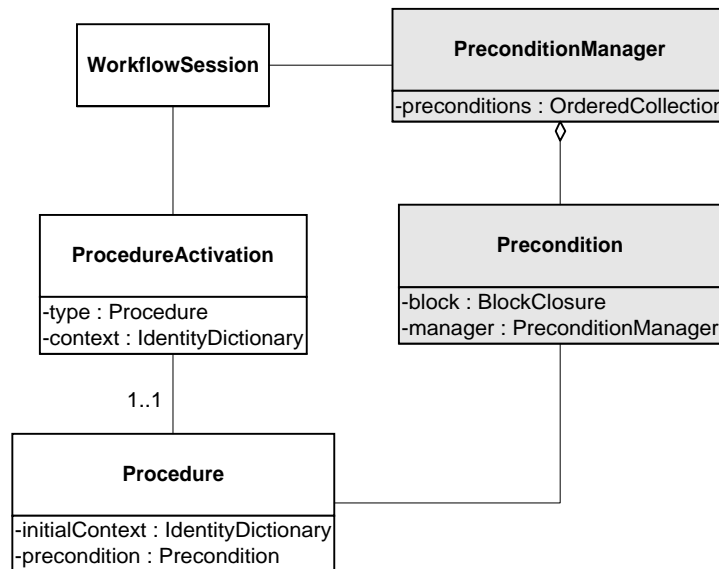 WorkflowSession
PreconditionManager
-preconditions : OrderedCollection
ProcedureActivation
-type : Procedure
-context : IdentityDictionary
Precondition
-block : BlockClosure
-manager : PreconditionManager
1..1
Procedure
-initialContext : IdentityDictionary
-precondition : Precondition